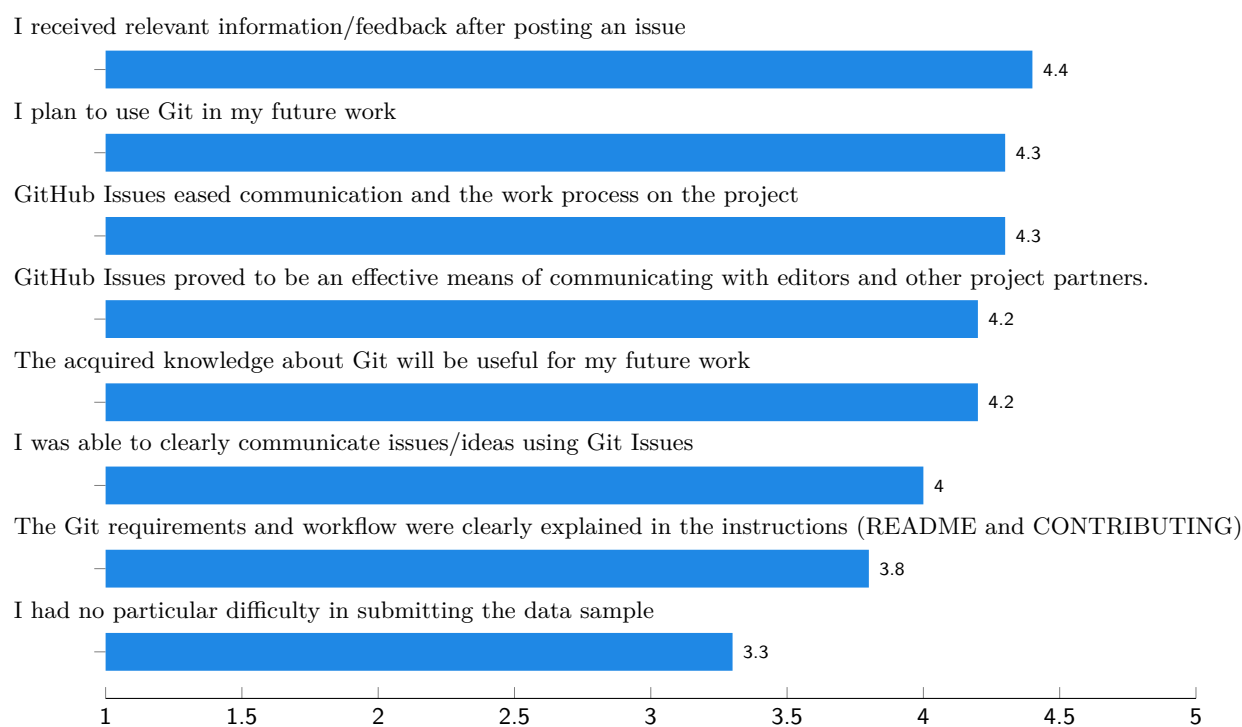 I received relevant information/feedback after posting an issue
4.4
I plan to use Git in my future work
4.3
GitHub Issues eased communication and the work process on the project
4.3
GitHub Issues proved to be an effective means of communicating with editors and other project partners.
4.2
The acquired knowledge about Git will be useful for my future work
4.2
I was able to clearly communicate issues/ideas using Git Issues
4
The Git requirements and workflow were clearly explained in the instructions (README and CONTRIBUTING)
3.8
I had no particular difficulty in submitting the data sample
3.3
1 1.5 2 2.5 3 3.5 4 4.5 5